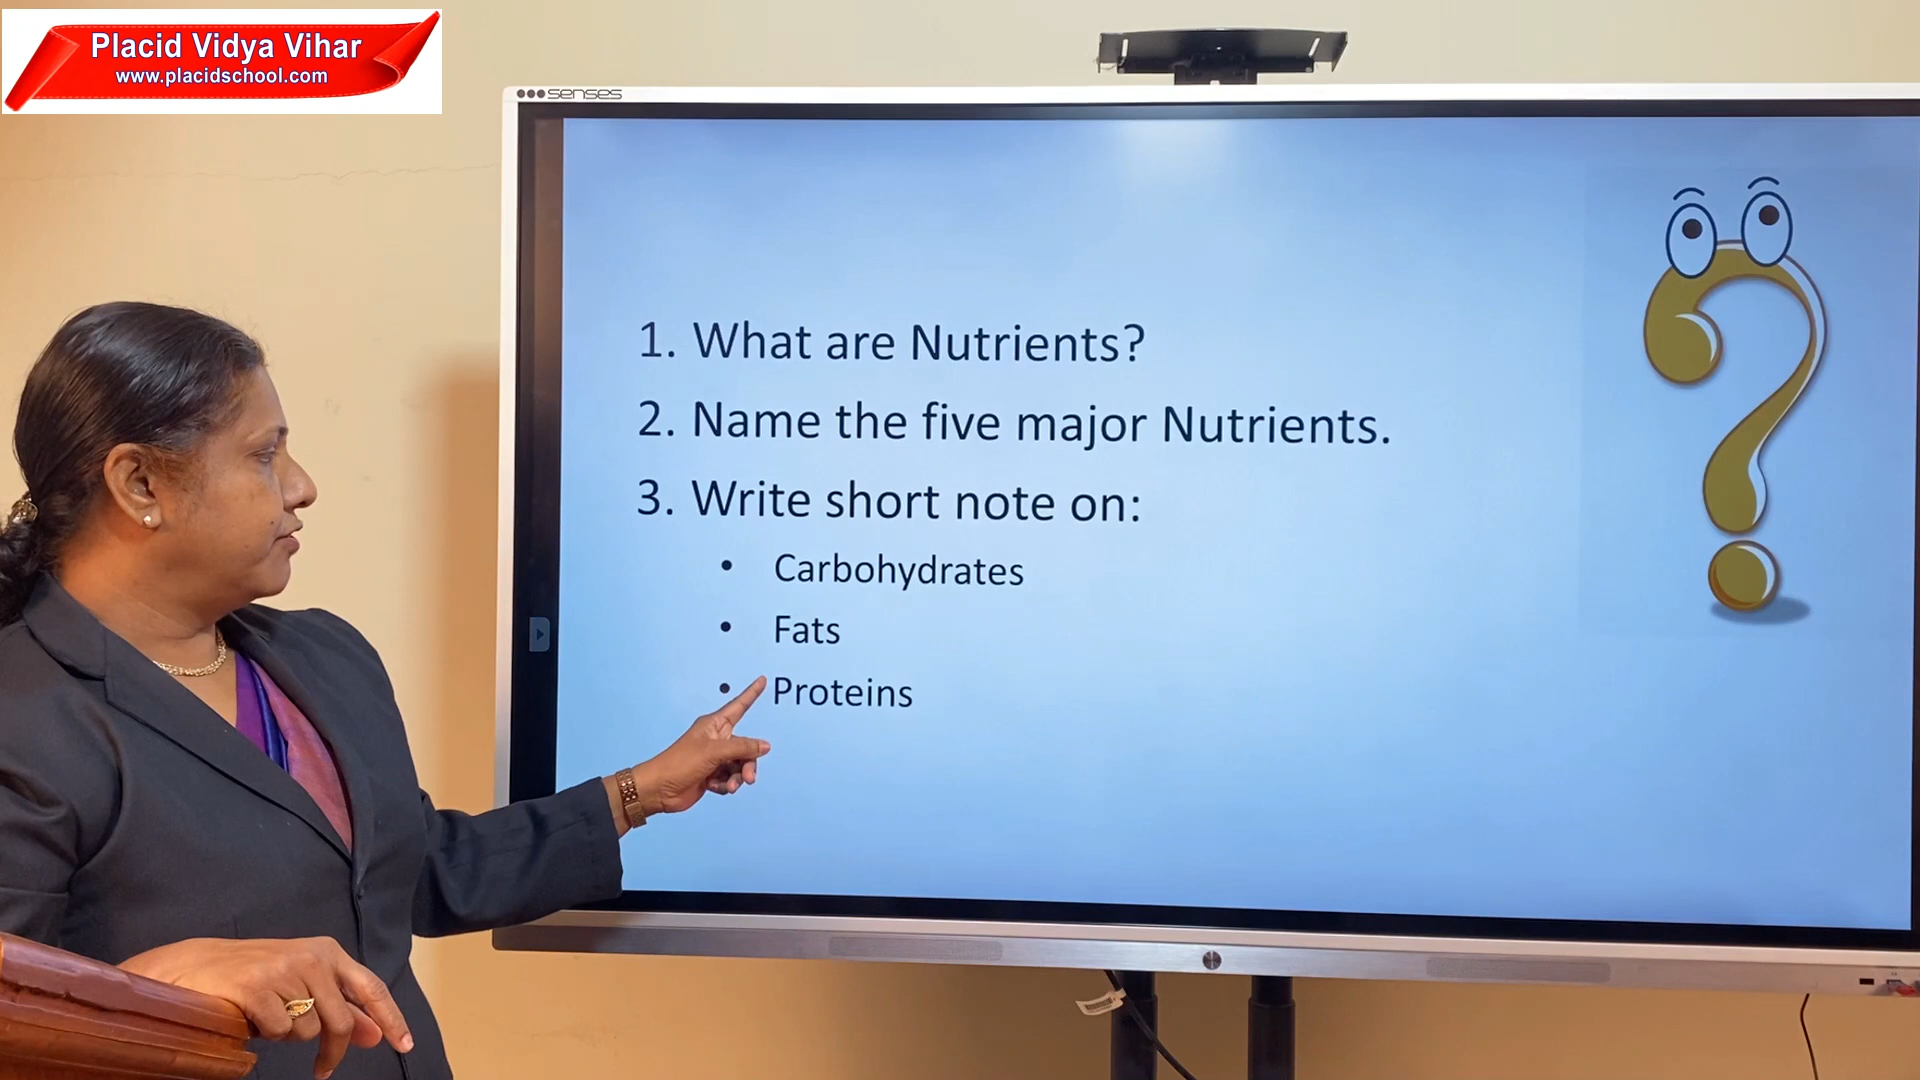 Placid Vidya Vihar
www.placidschool.com
senses
1. What are Nutrients?
2. Name the five major Nutrients.
3. Write short note on:
• Carbohydrates
• Fats
• Proteins